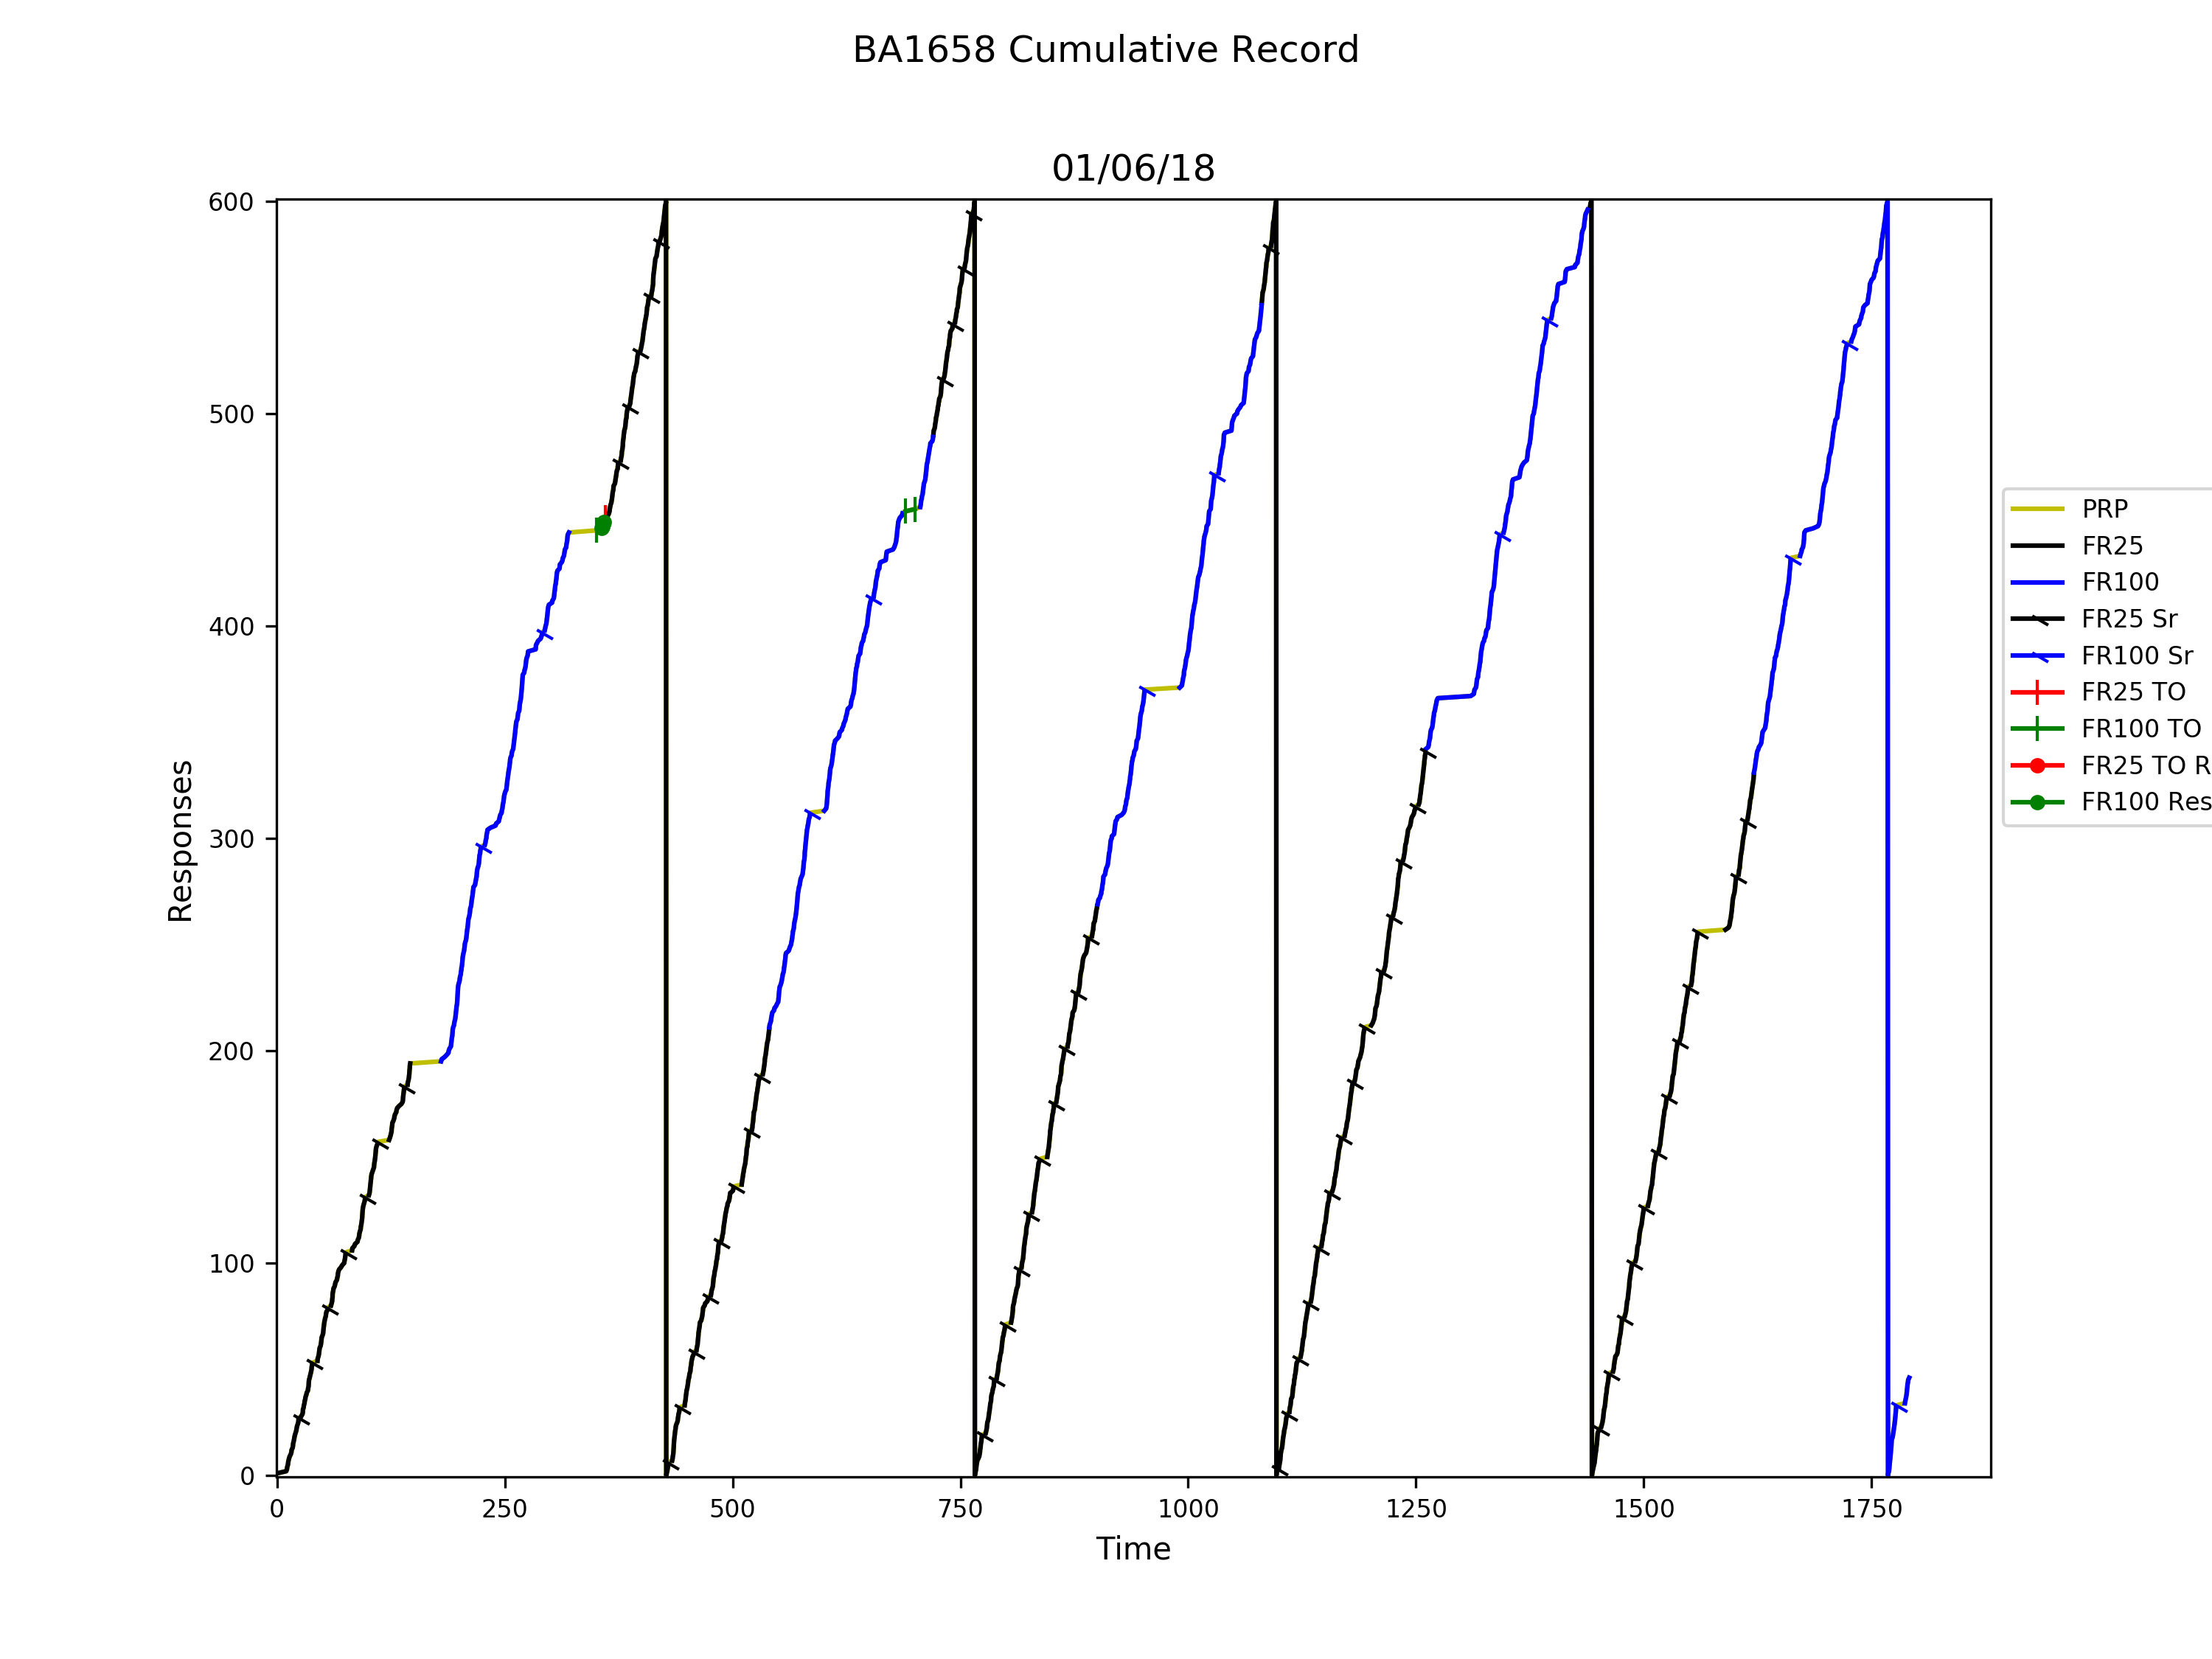 BA1658 Cumulative Record
01/06/18
600
500
400
300
200
100
0
Responses
0 250 500 750 1000 1250 1500 1750
Time
PRP
FR25
FR100
FR25 Sr
FR100 Sr
FR25 TO
FR100 TO
FR25 TO R
FR100 Res